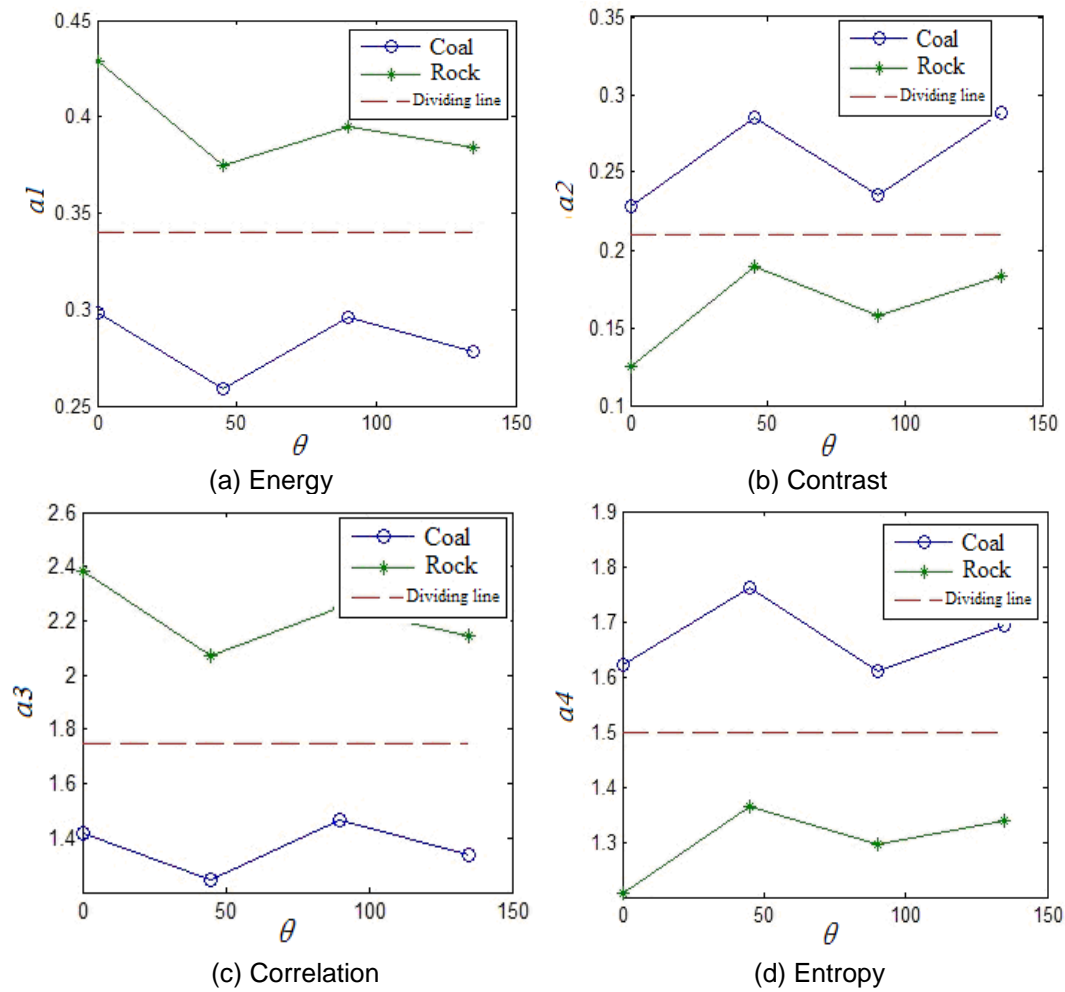 0.45
0.4
0.35
0.3
0.25
a1
Coal
Rock
Dividing line
0 50 100 150
θ
(a) Energy
0.35
0.3
0.25
0.2
0.15
0.1
a2
Coal
Rock
Dividing line
0 50 100 150
θ
(b) Contrast
2.6
2.4
2.2
2
1.8
1.6
1.4
a3
Coal
Rock
Dividing line
0 50 100 150
θ
(c) Correlation
1.9
1.8
1.7
1.6
1.5
1.4
1.3
a4
Coal
Rock
Dividing line
0 50 100 150
θ
(d) Entropy